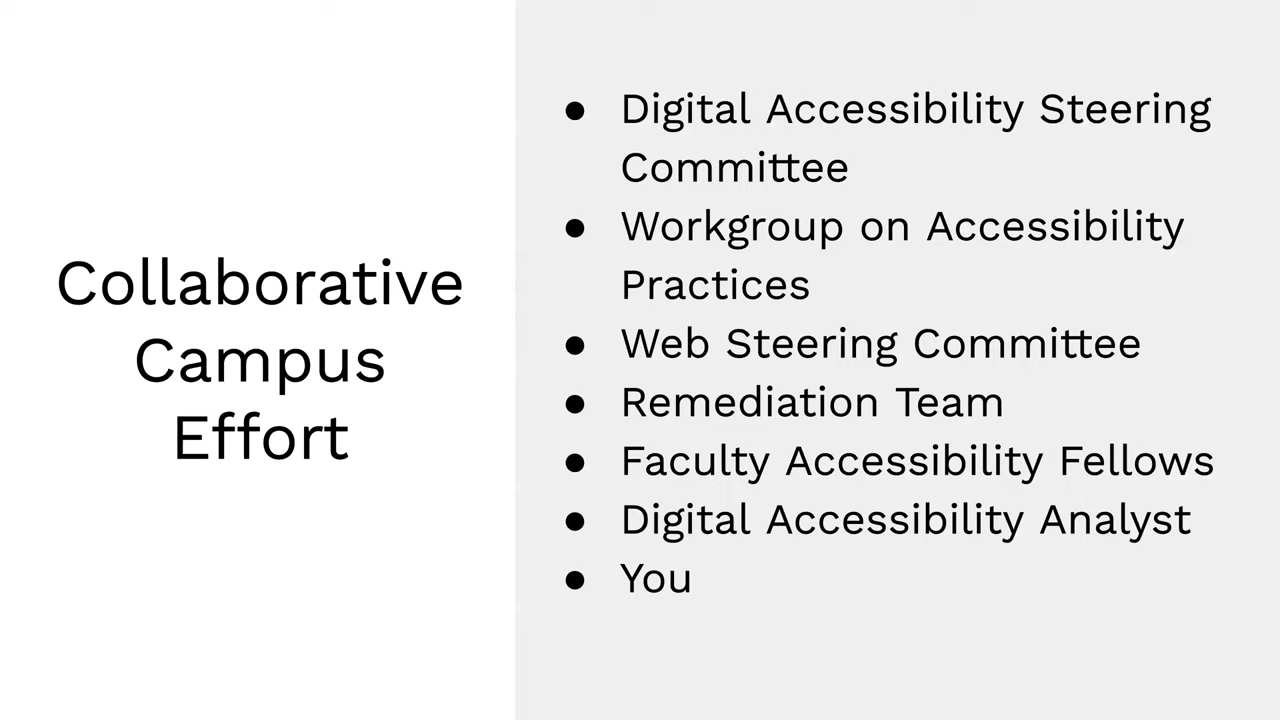 Collaborative
Campus
Effort
● Digital Accessibility Steering
Committee
● Workgroup on Accessibility
Practices
● Web Steering Committee
● Remediation Team
● Faculty Accessibility Fellows
● Digital Accessibility Analyst
● You